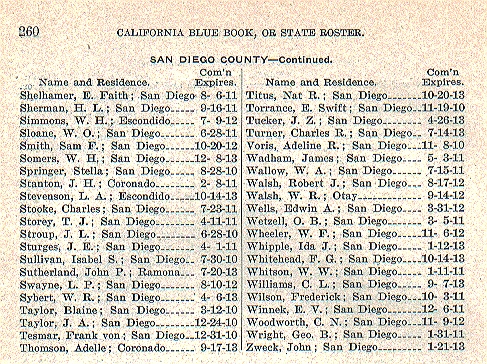 260
CALIFORNIA BLUE BOOK, OR STATE ROSTER.
SAN DIEGO COUNTY—Continued.
Com'n
Name and Residence. Expires.
Shelhamer, E. Faith; San Diego 8- 6-11
Sherman, H. L.; San Diego 9-16-11
Simmons, W. H.; Escondido 7- 9-12
Sloane, W. O.; San Diego 6-28-11
Smith, Sam F.; San Diego 10-20-12
Somers, W. H, San Diego 12- 8-13
Springer, Stella; San Diego 8-28-10
Stanton, J. H.; Coronado 2- 8-11
Stevenson, L. A.; Escondido 10-14-13
Stooke, Charles; San Diego 7-23-11
Storey, T. J.; San Diego 4-11-11
Stroup, J. L.; San Diego 6-28-10
Sturges, J. E.; San Diego 4- 1-11
Sullivan, Isabel S.; San Diego 7-30-10
Sutherland, John P.; Ramona 7-20-13
Swayne, L. P.; San Diego 8-10-12
Sybert, W. R.; San Diego 4- 6-13
Taylor, Blaine; San Diego 3-12-10
Taylor, J. A.; San Diego 12-24-10
Tesmar, Frank von; San Diego 12-31-10
Thomson, Adelle; Coronado 9-17-13
Com'n
Name and Residence. Expires.
Titus, Nat R.; San Diego 10-20-13
Torrance, E. Swift; San Diego 11-19-10
Tucker, J. Z.; San Diego 4-26-13
Turner, Charles R.; San Diego 7-14-13
Voris, Adeline R.; San Diego 11- 8-10
Wadham, James; San Diego 5- 3-11
Wallow, W. A.; San Diego 7-15-11
Walsh, Robert J.; San Diego 8-17-12
Walsh, W. R.; Otay 9-14-12
Wells, Edwin A.; San Diego 3-31-12
Wetzell, O. B.; San Diego 3- 5-11
Wheeler, W. F.; San Diego 11- 6-12
Whipple, Ida J.; San Diego 1-12-13
Whitehead, F. G.; San Diego 10-14-13
Whitson, W. W.; San Diego 1-11-11
Williams, C. L.; San Diego 9- 7-13
Wilson, Frederick; San Diego 10- 3-11
Winnek, E. V.; San Diego 12- 6-11
Woodworth, C. N.; San Diego 11- 9-12
Wright, Geo. B.; San Diego 1-31-11
Zweck, John; San Diego 1-21-11